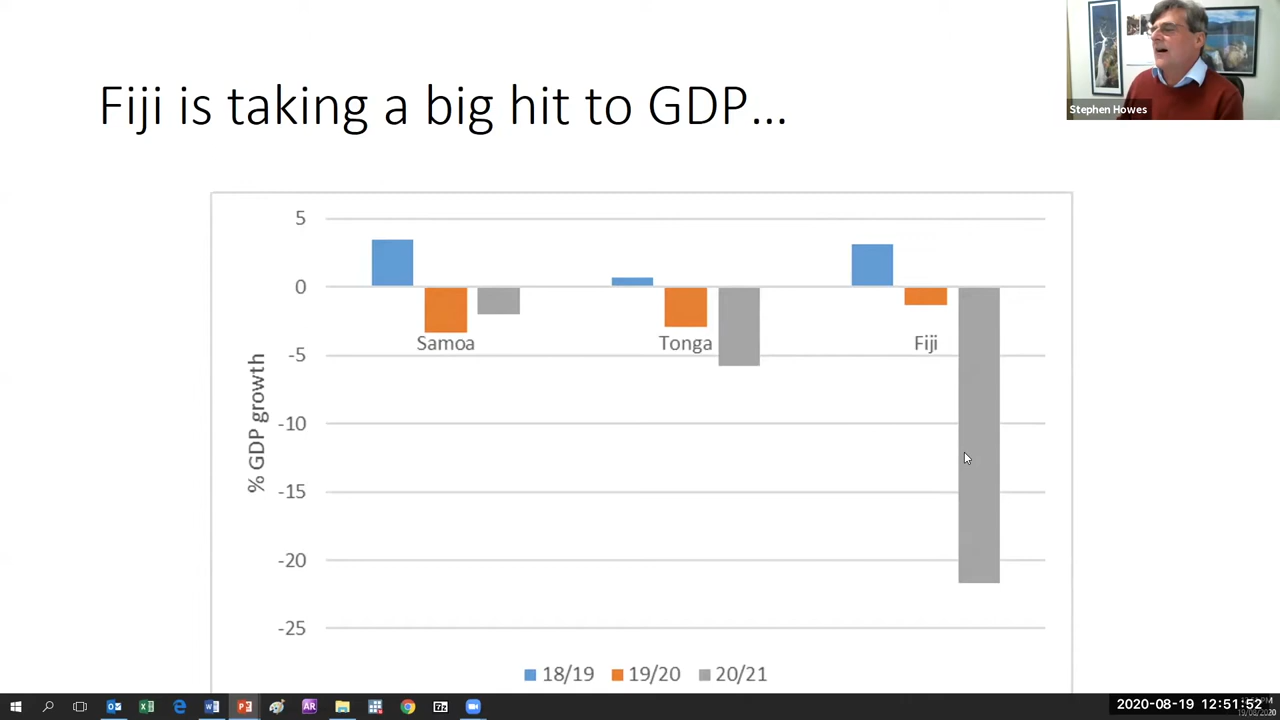 Stephen Howes
Fiji is taking a big hit to GDP...
5
0
-5
-10
-15
-20
-25
% GDP growth
Samoa
Tonga
Fiji
18/19
19/20
20/21
2020-08-19 12:51:52